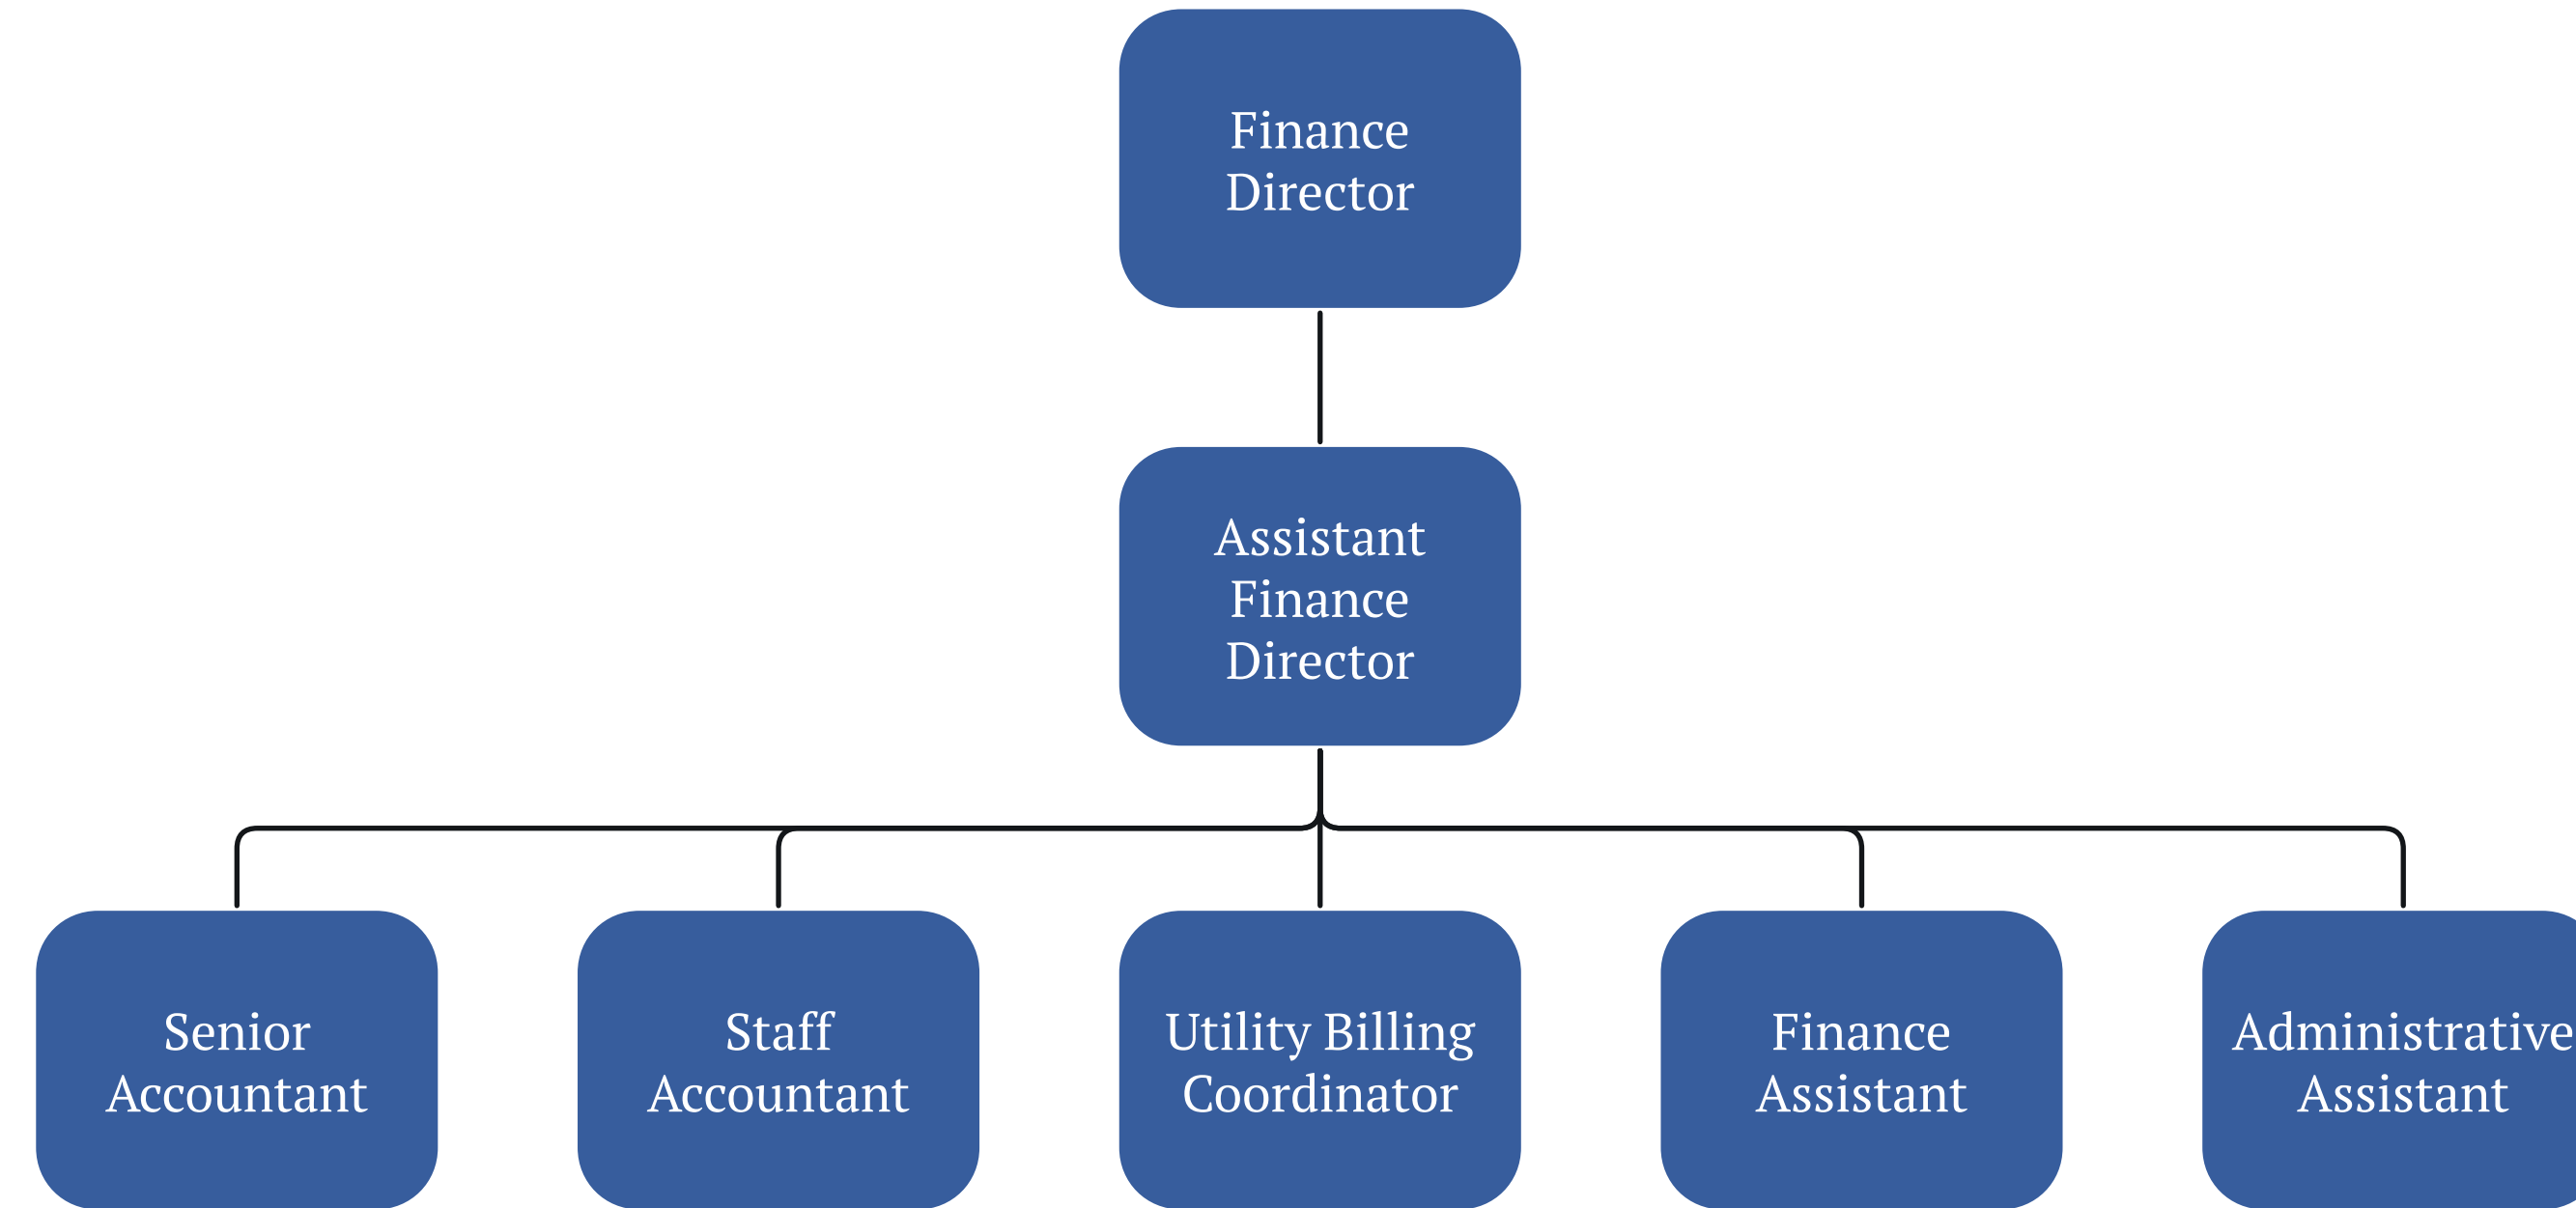 Finance
Director
Assistant
Finance
Director
Senior
Accountant
Staff
Accountant
Utility Billing
Coordinator
Finance
Assistant
Administrative
Assistant